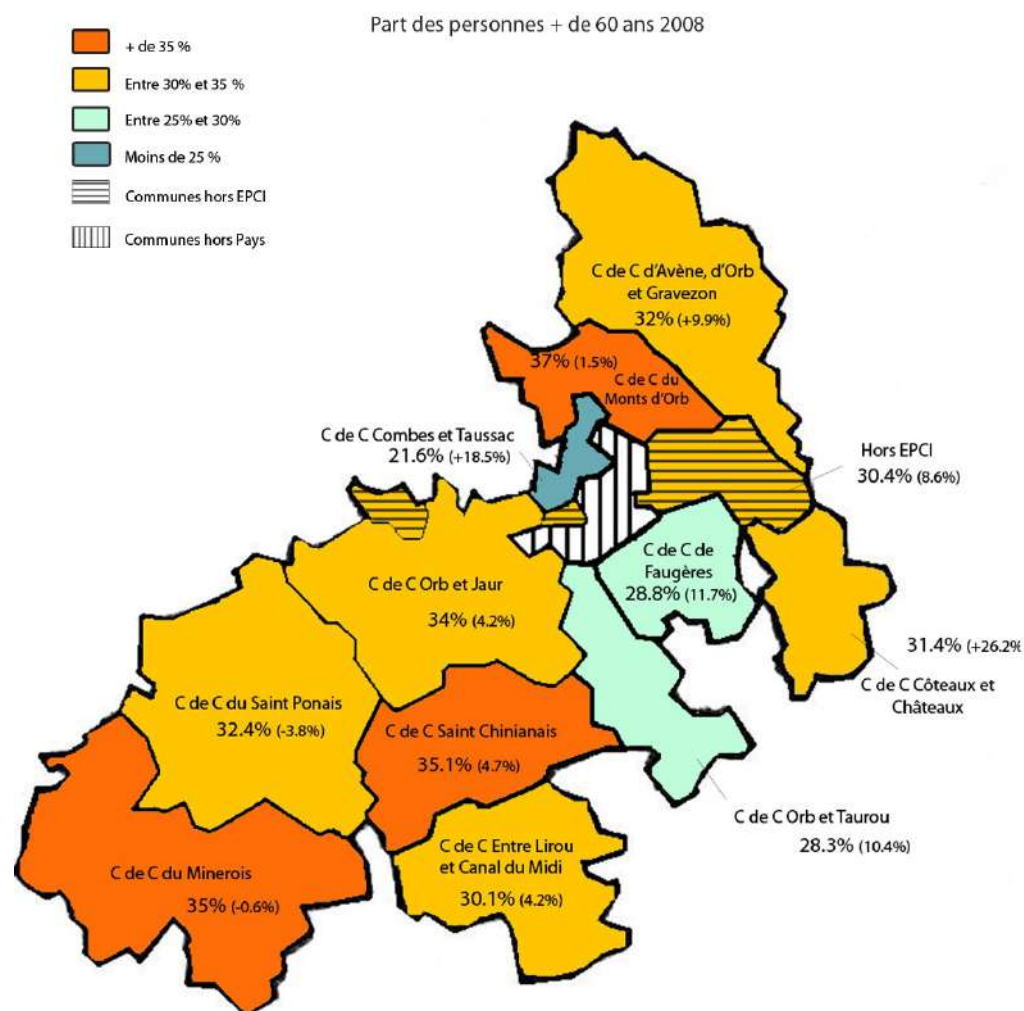 Part des personnes + de 60 ans 2008
+ de 35 %
Entre 30% et 35 %
Entre 25% et 30%
Moins de 25 %
Communes hors EPCI
Communes hors Pays
C de C d'Avène, d'Orb
et Gravezon
32% (+9.9%)
37% (1.5%)
C de C du
Monts d'Orb
C de C Combes et Taussac
21.6% (+18.5%)
Hors EPCI
30.4% (8.6%)
C de C de
Faugères
28.8% (11.7%)
C de C Orb et Jaur
34% (4.2%)
31.4% (+26.2%
C de C Côteaux et
Châteaux
C de C du Saint Ponais
32.4% (-3.8%)
C de C Saint Chinianais
35.1% (4.7%)
C de C Orb et Taurou
28.3% (10.4%)
C de C Entre Lirou
et Canal du Midi
30.1% (4.2%)
C de C du Minerois
35% (-0.6%)